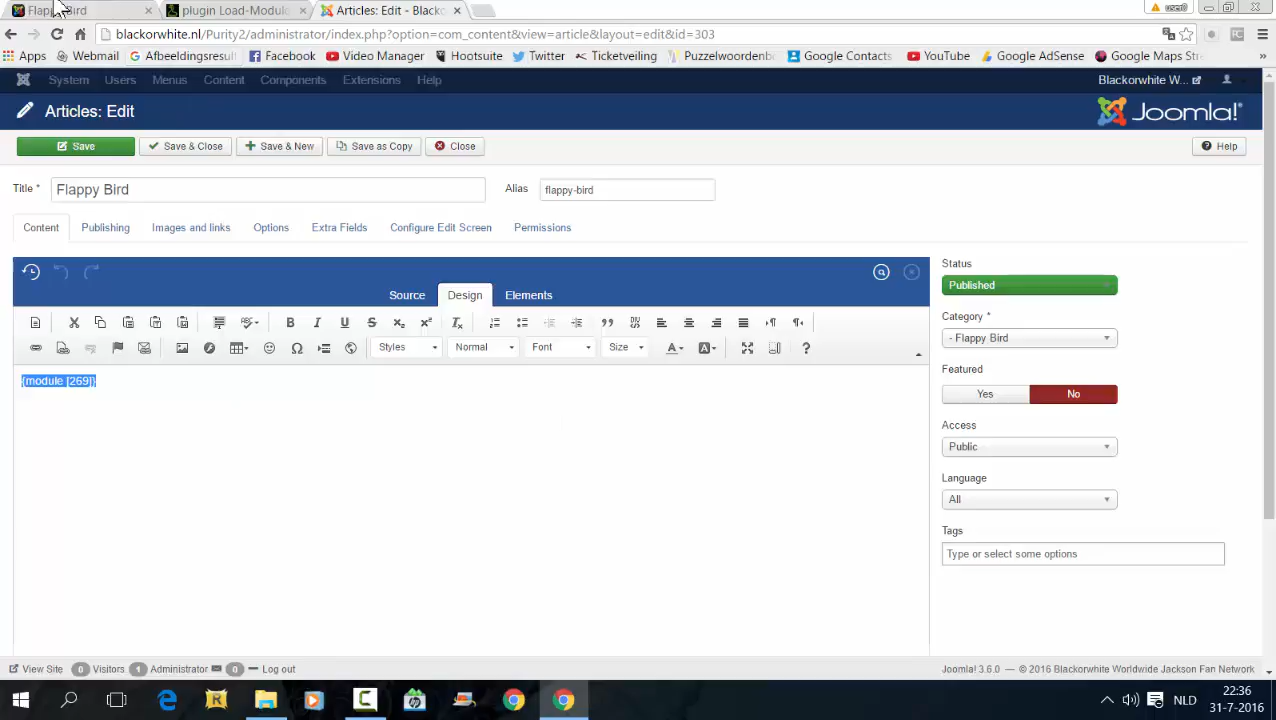 Flap Bird
plugin Load-Module
Articles: Edit - Blacko
user0
blackorwhite.nl/Purity2/administrator/index.php?option=com_content&view=article&layout=edit&id=303
Apps Webmail Afbeeldingsresult Facebook Video Manager Hootsuite Twitter Ticketveiling Puzzelwoordenbo Google Contacts YouTube Google AdSense Google Maps Stree
System Users Menus Content Components Extensions Help Blackorwhite W...
Articles: Edit Joomla!®
Save Save & Close Save & New Save as Copy Close Help
Title * Flappy Bird Alias flappy-bird
Content Publishing Images and links Options Extra Fields Configure Edit Screen Permissions
Source Design Elements
Styles Normal Font Size
{module [269]}
Status
Published
Category *
- Flappy Bird
Featured
Yes No
Access
Public
Language
All
Tags
Type or select some options
View Site 0 Visitors 1 Administrator 0 Log out Joomla! 3.6.0 — © 2016 Blackorwhite Worldwide Jackson Fan Network
NLD 22:36
31-7-2016